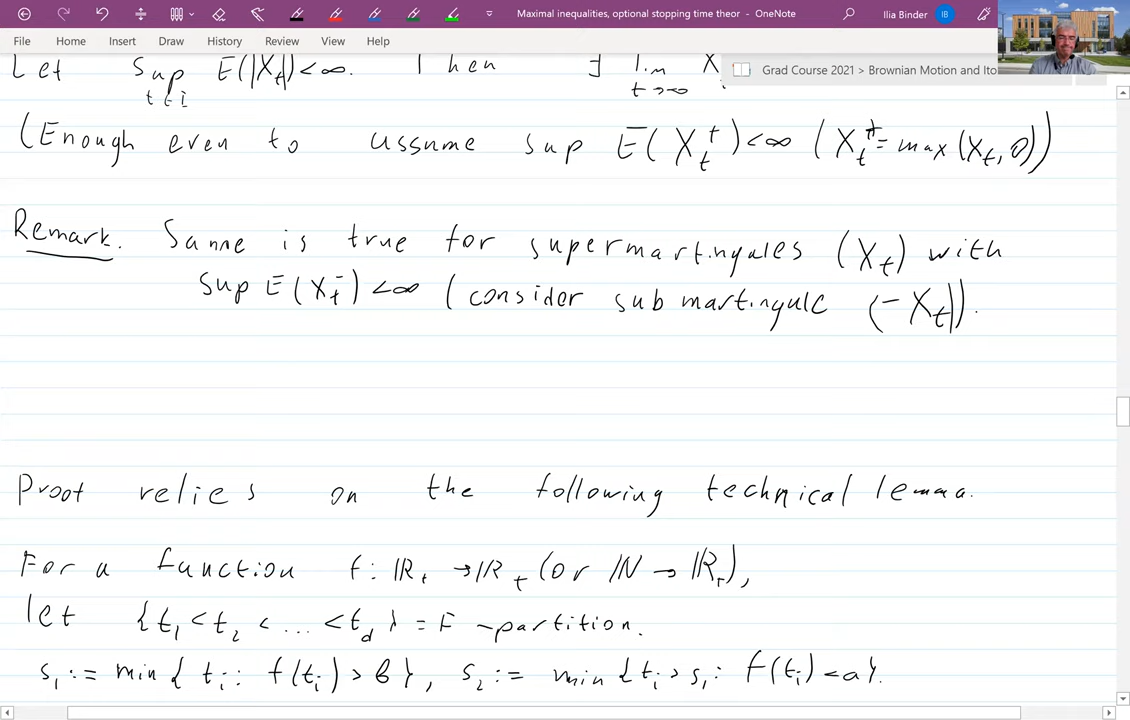 Maximal inequalities, optional stopping time theor - OneNote
Ilia Binder IB
File Home Insert Draw History Review View Help
Let sup E(|X_t|)<∞. Then ∃ lim X
t∈I t→∞
Grad Course 2021 > Brownian Motion and Ito
(Enough even to assume sup E(X_t^+)<∞ (X_t^+=max(X_t,0))
Remark. Same is true for supermartingales (X_t) with
sup E(X_t^-)<∞ (consider submartingale (-X_t)).
Proof relies on the following technical lemma.
For a function f: ℝ_+→ℝ_+ (or ℕ→ℝ_+),
let {t_1<t_2<...<t_d}=F -partition.
s_1:=min{t_i: f(t_i)>b}, s_2:= min{t_i>s_1: f(t_i)<a}.